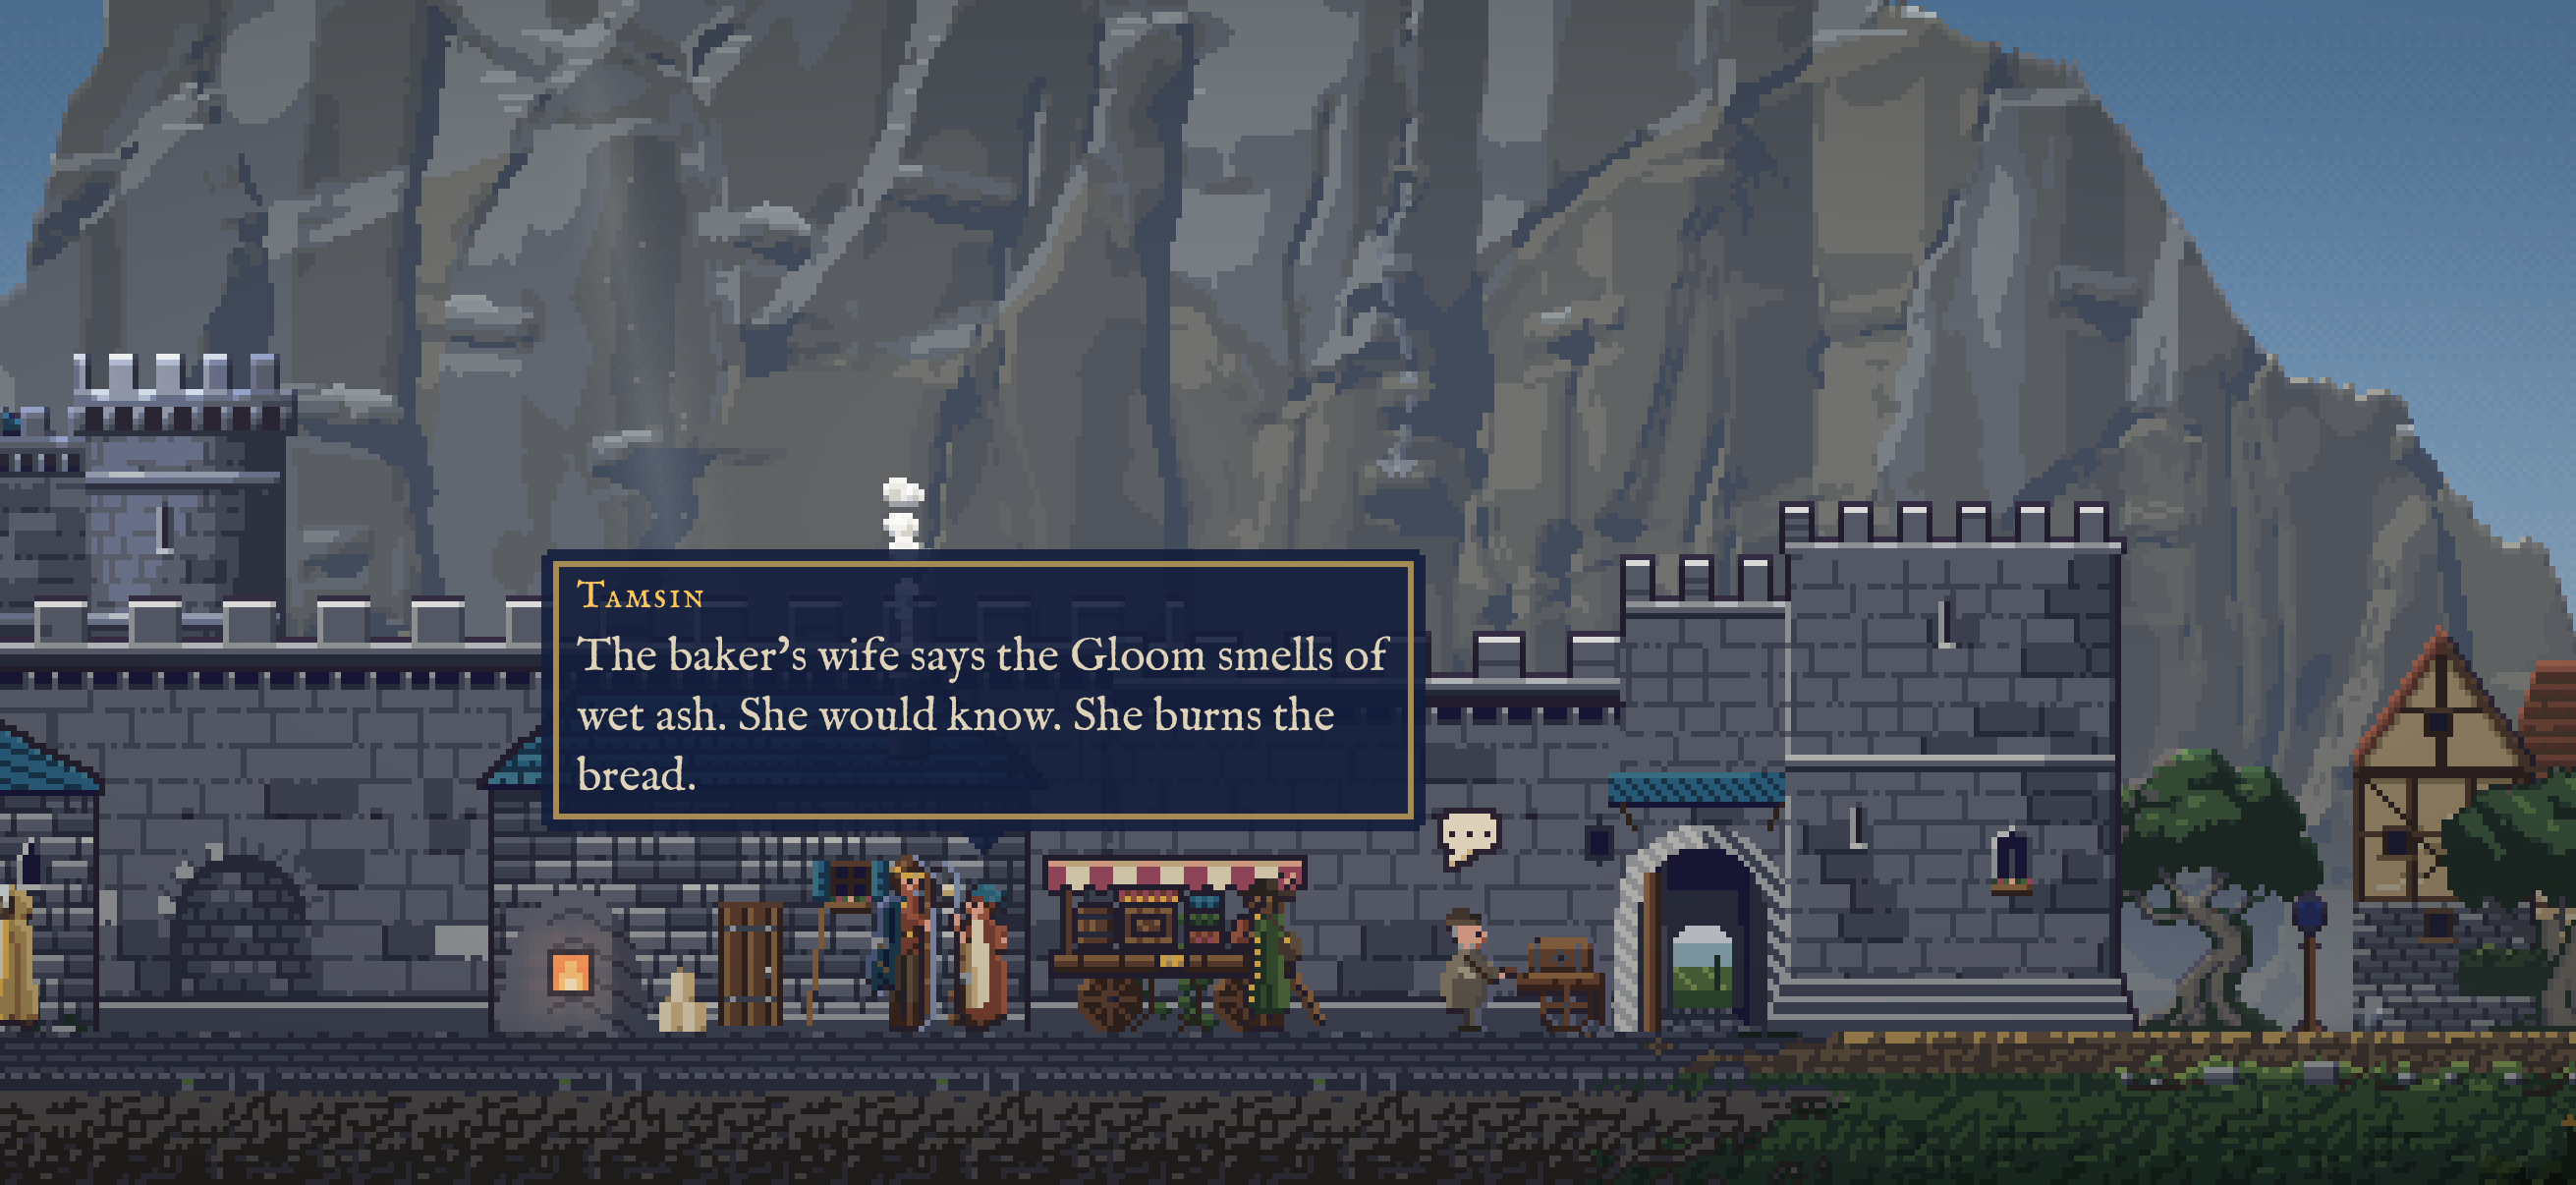 Tamsin
The baker’s wife says the Gloom smells of
wet ash. She would know. She burns the
bread.